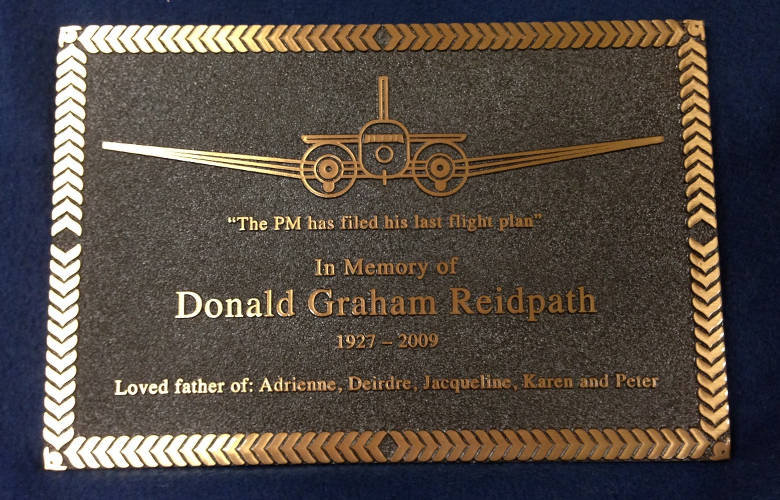 “The PM has filed his last flight plan”
In Memory of
Donald Graham Reidpath
1927 – 2009
Loved father of: Adrienne, Deirdre, Jacqueline, Karen and Peter